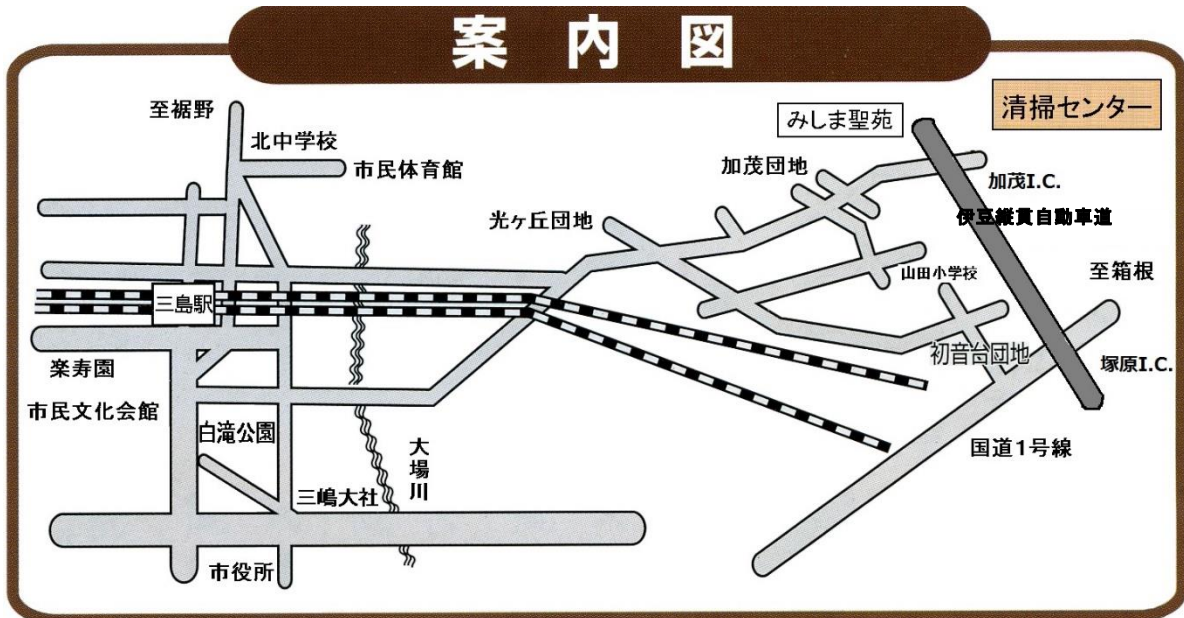 案内図
至裾野
北中学校
市民体育館
みしま聖苑
清掃センター
加茂団地
加茂I.C.
光ヶ丘団地
伊豆縦貫自動車道
山田小学校
至箱根
三島駅
楽寿園
初音台団地
塚原I.C.
市民文化会館
白滝公園
大場川
国道1号線
三嶋大社
市役所